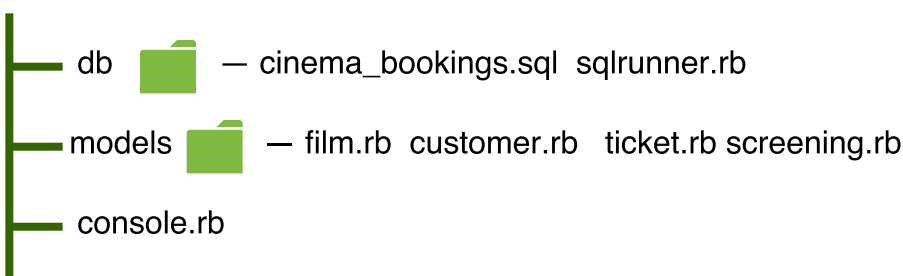 db — cinema_bookings.sql sqlrunner.rb
models — film.rb customer.rb ticket.rb screening.rb
console.rb